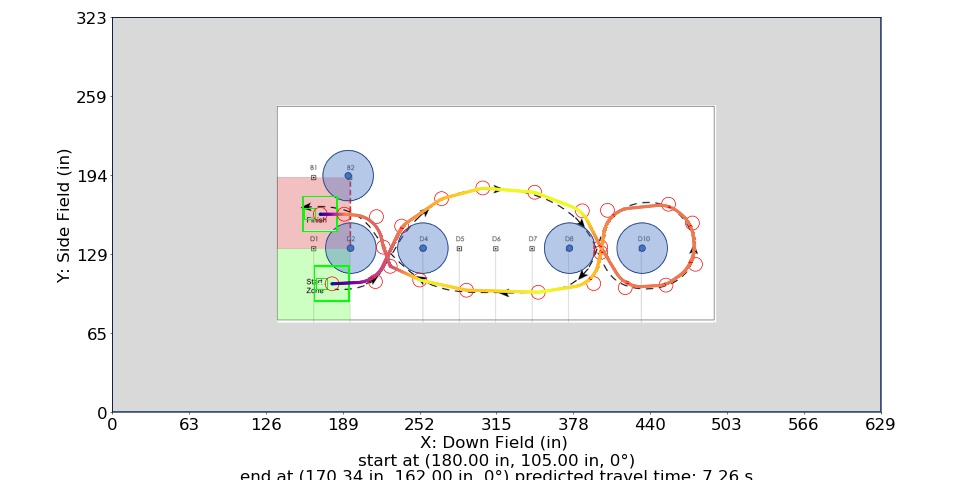 323
259
194
129
65
0
Y: Side Field (in)
B1 B2
Finish
D1 D2 D4 D5 D6 D7 D8 D10
Start
Zone
0 63 126 189 252 315 378 440 503 566 629
X: Down Field (in)
start at (180.00 in, 105.00 in, 0°)
end at (170.34 in, 162.00 in, 0°) predicted travel time: 7.26 s